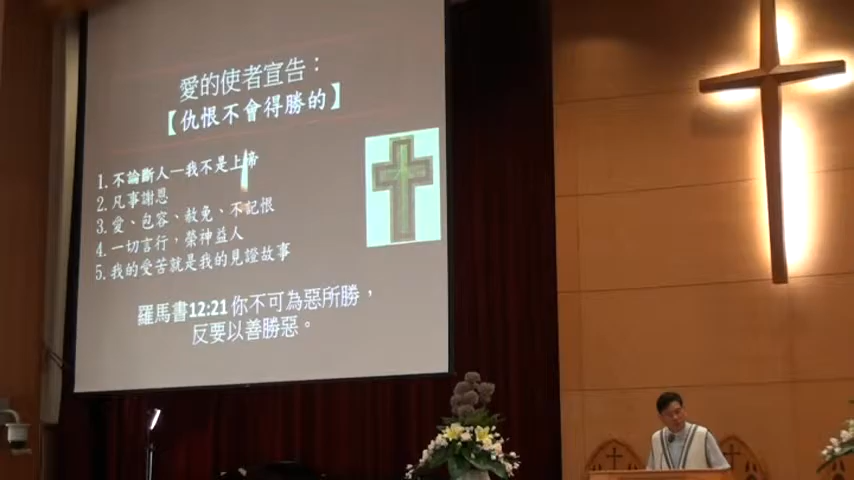 愛的使者宣告：
【仇恨不會得勝的】
1. 不論斷人—我不是上帝
2. 凡事謝恩
3. 愛、包容、赦免、不記恨
4. 一切言行，榮神益人
5. 我的受苦就是我的見證故事
羅馬書12:21 你不可為惡所勝，
反要以善勝惡。